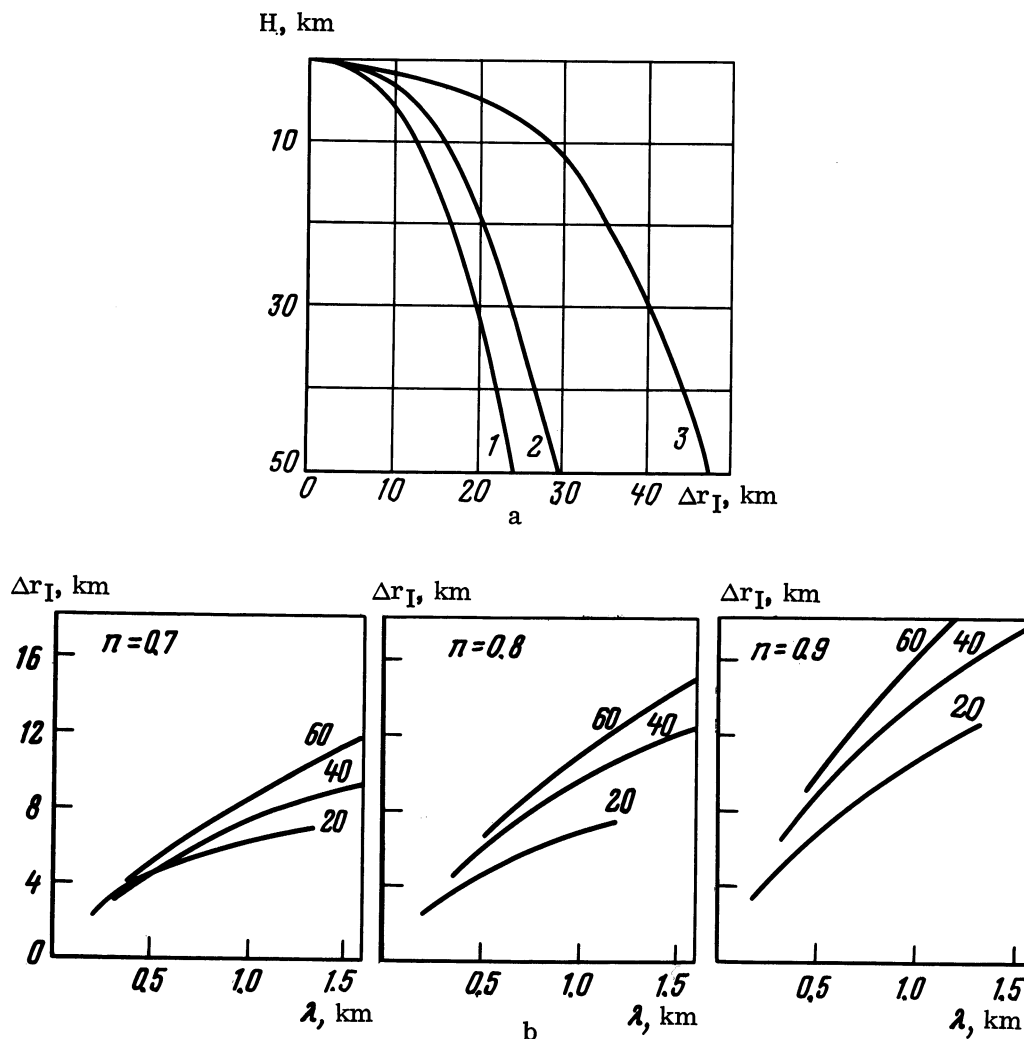 H, km
10
30
50
1 2 3
0 10 20 30 40 Δr_I, km
a
Δr_I, km Δr_I, km Δr_I, km
n=0.7 n=0.8 n=0.9
16
12
8
4
0
60
40
20
60
40
20
60
40
20
0.5 1.0 1.5 0.5 1.0 1.5 0.5 1.0 1.5
λ, km λ, km λ, km
b